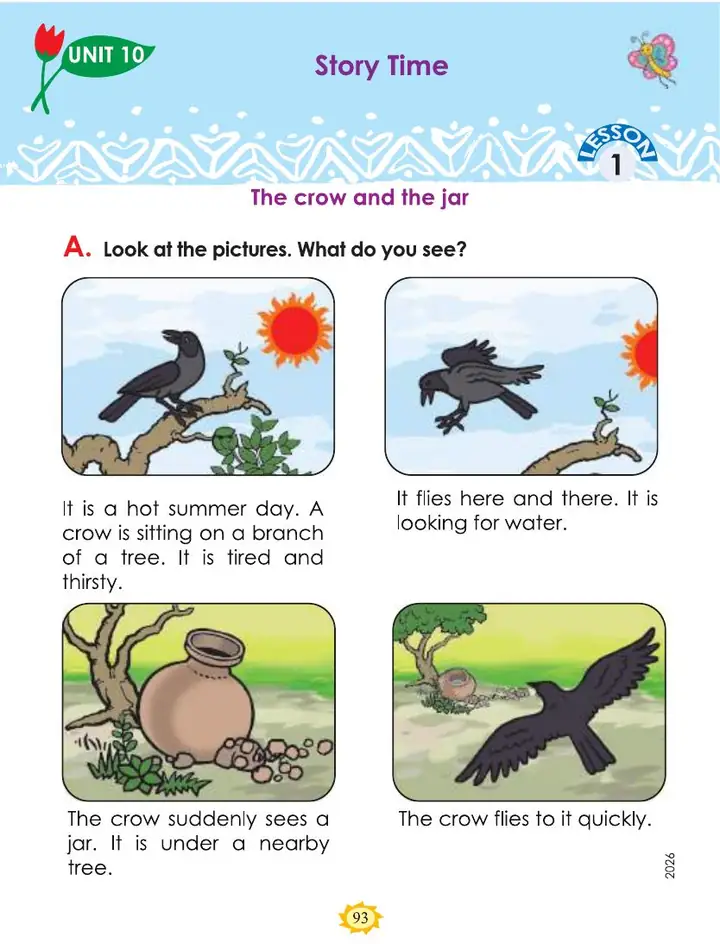 UNIT 10
Story Time
LESSON
1
The crow and the jar
A. Look at the pictures. What do you see?
It is a hot summer day. A
crow is sitting on a branch
of a tree. It is tired and
thirsty.
It flies here and there. It is
looking for water.
The crow suddenly sees a
jar. It is under a nearby
tree.
The crow flies to it quickly.
2026
93